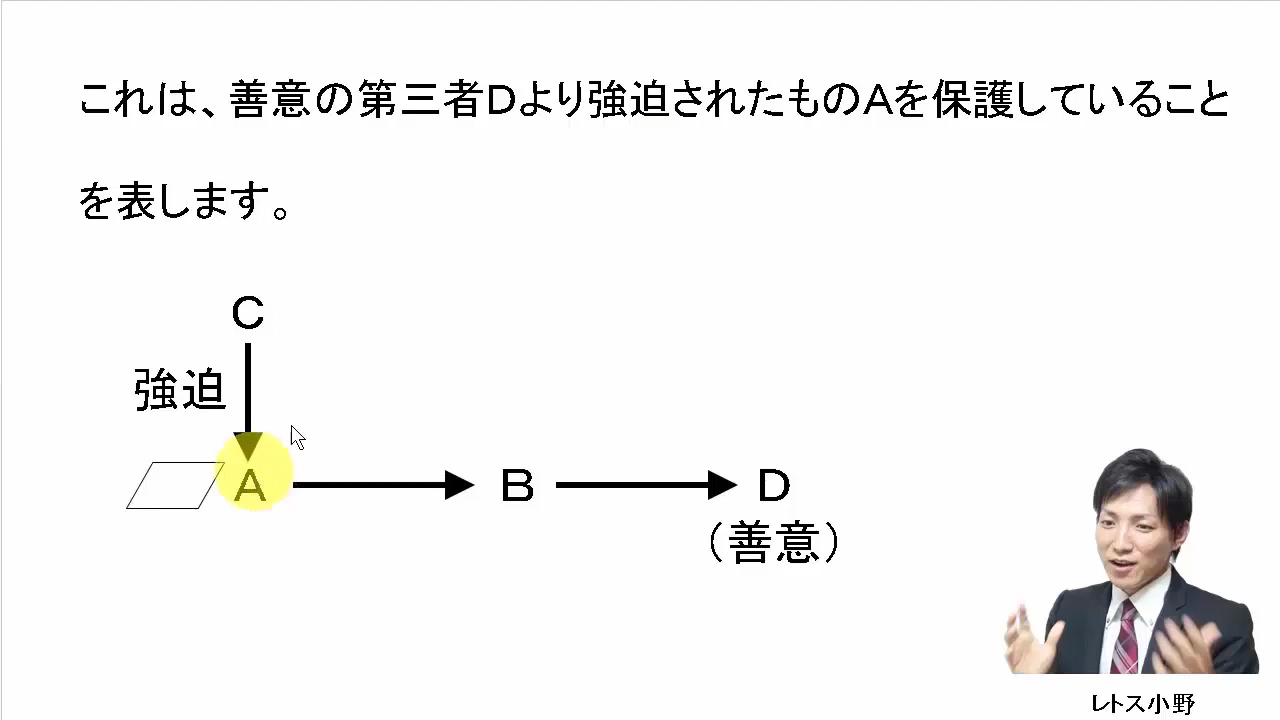 これは、善意の第三者Dより強迫されたものAを保護していること
を表します。
C
強迫
A
B
D
（善意）
レトス小野